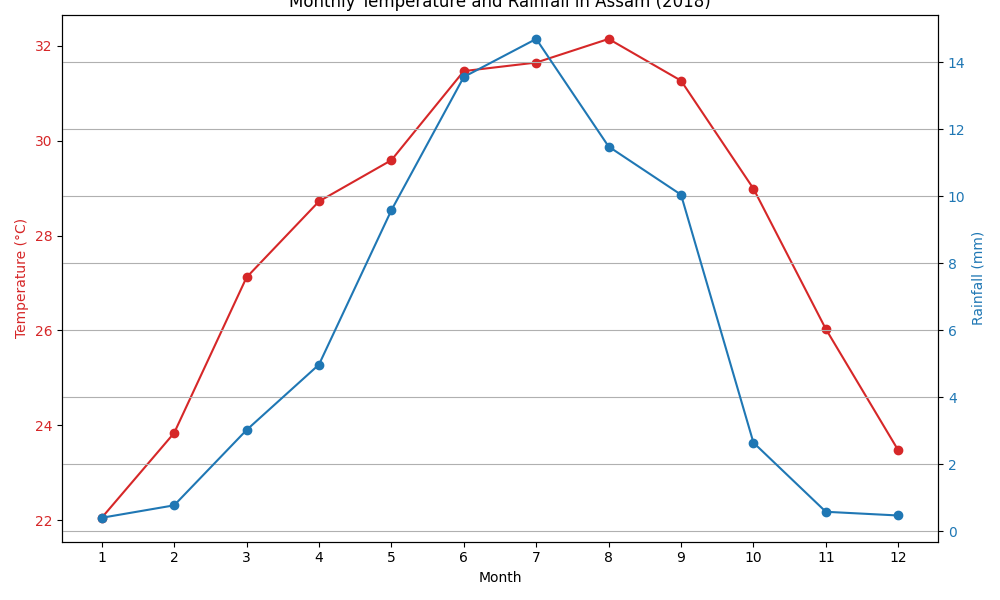 Monthly Temperature and Rainfall in Assam (2018)
32
30
28
26
24
22
Temperature (°C)
14
12
10
8
6
4
2
0
Rainfall (mm)
1 2 3 4 5 6 7 8 9 10 11 12
Month